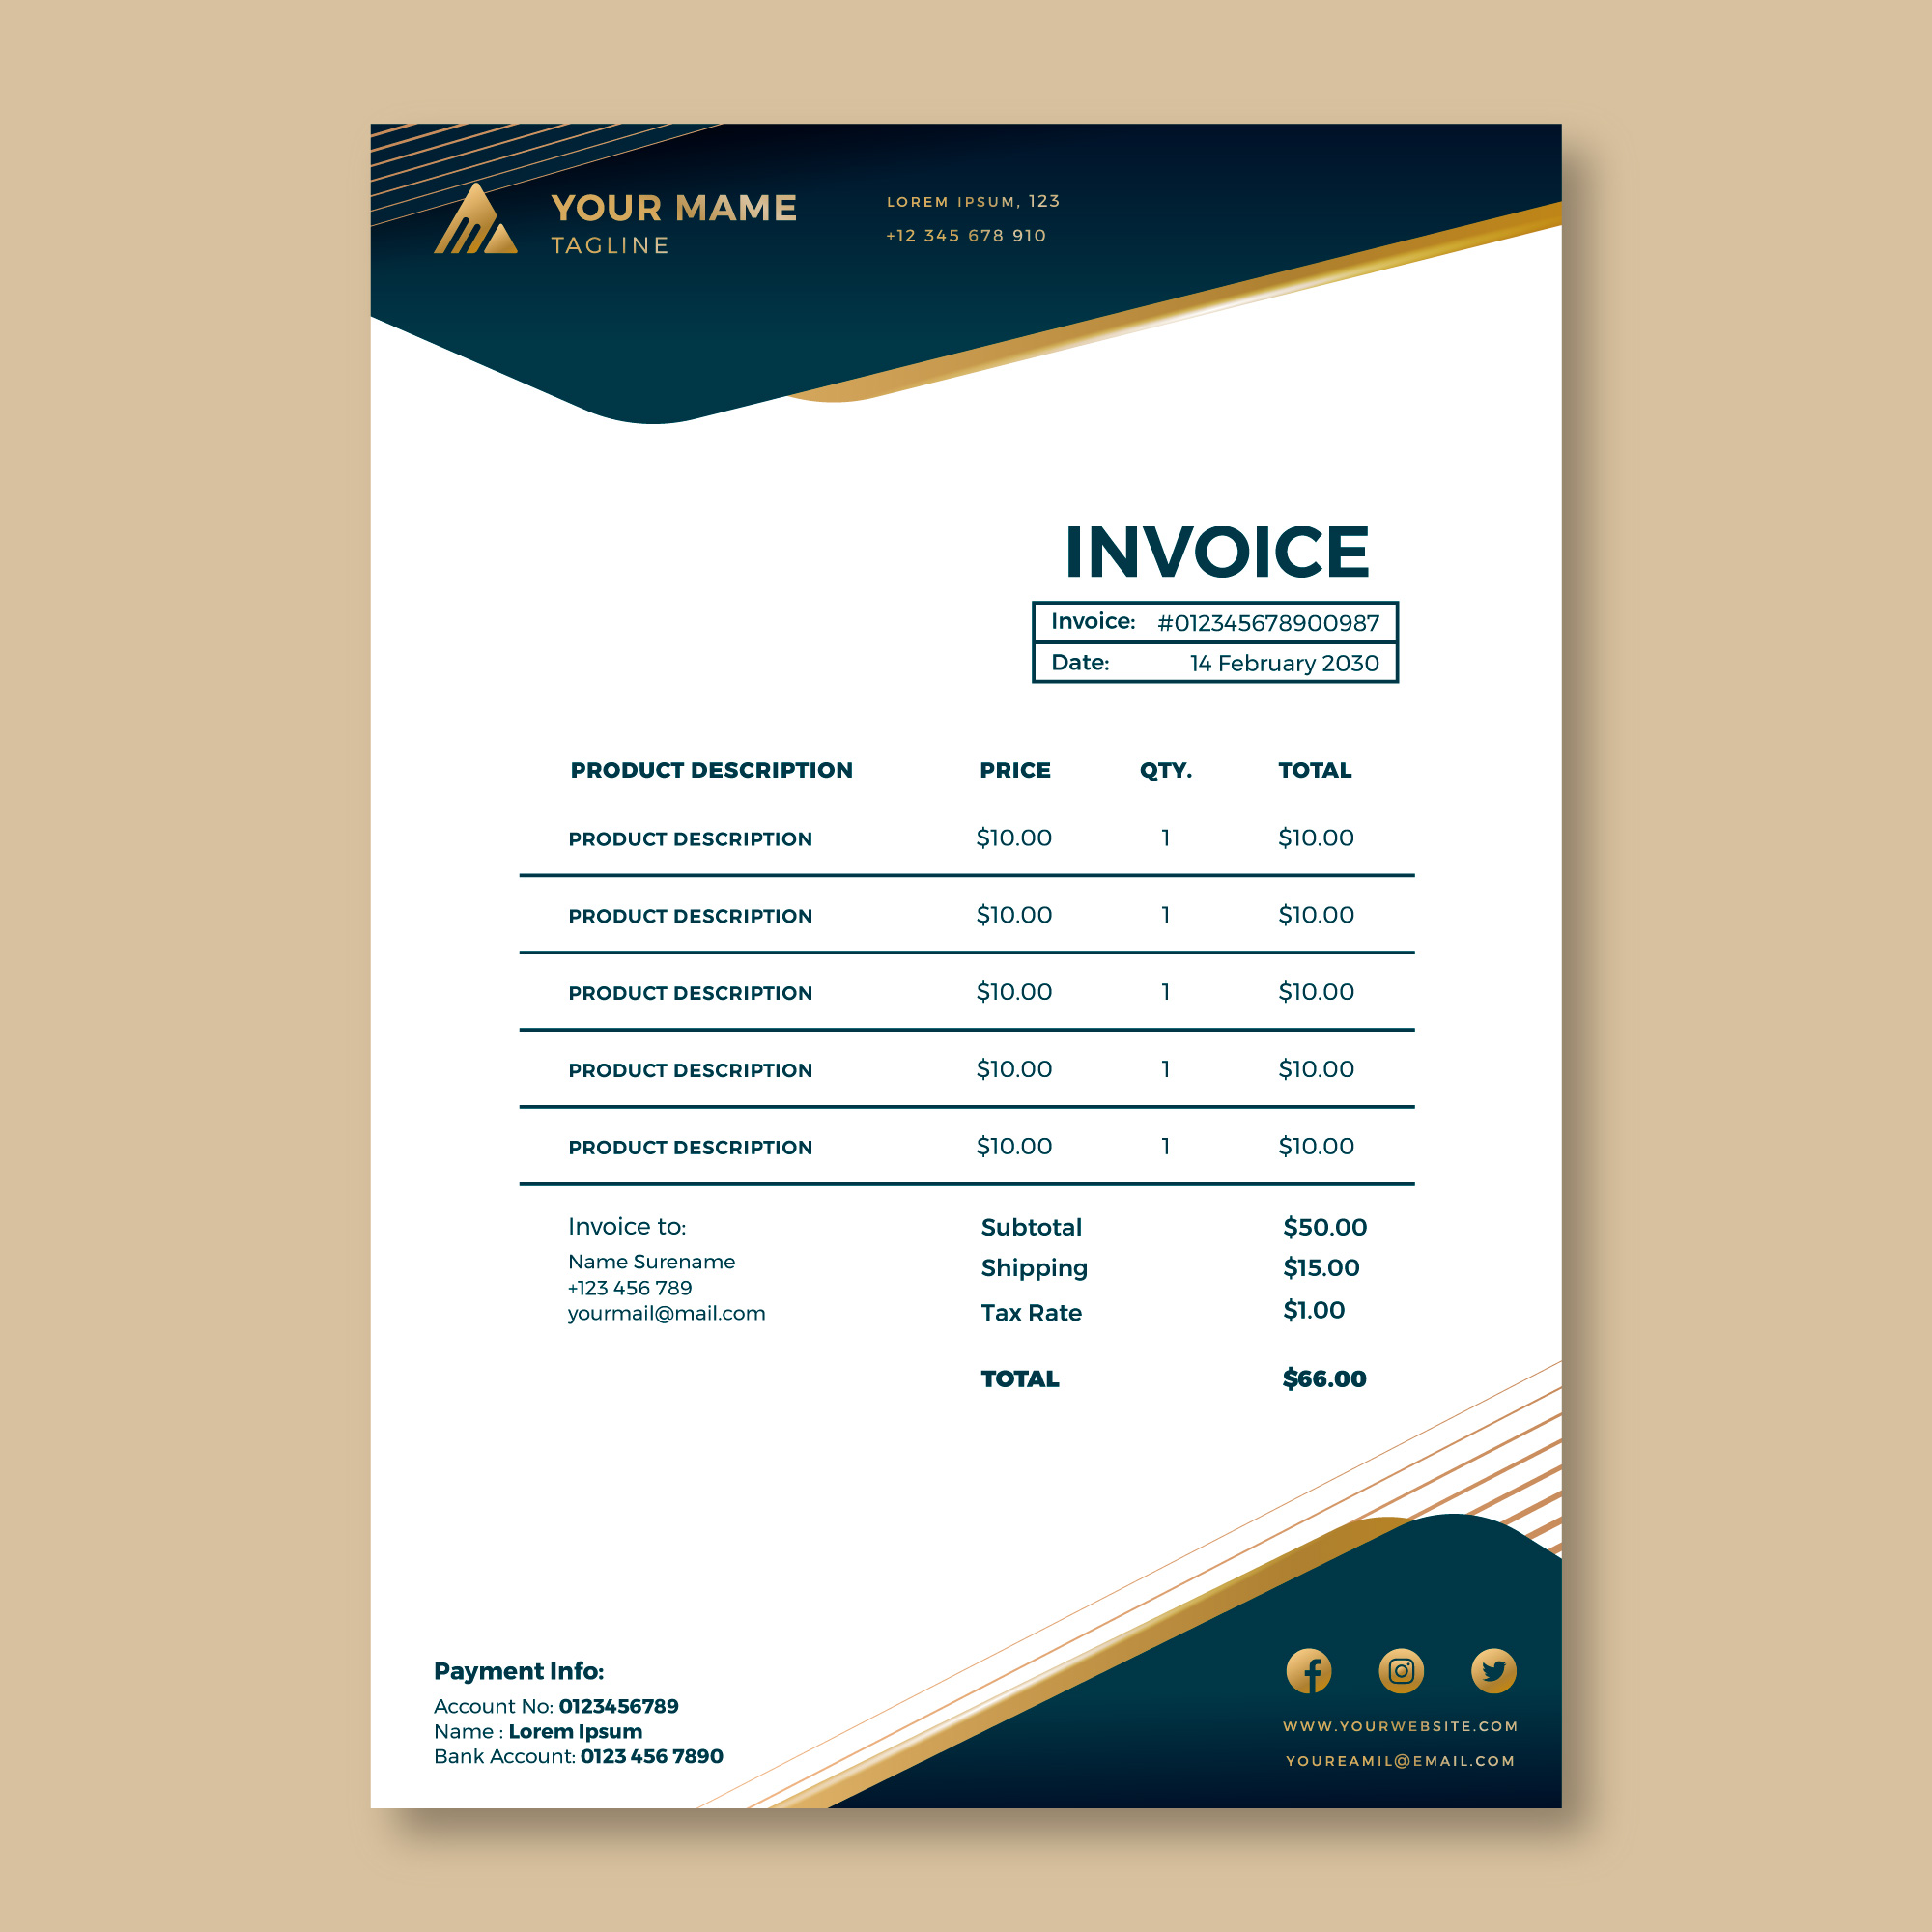 YOUR MAME
TAGLINE
LOREM IPSUM, 123
+12 345 678 910
INVOICE
Invoice: #012345678900987
Date: 14 February 2030
PRODUCT DESCRIPTION PRICE QTY. TOTAL
PRODUCT DESCRIPTION $10.00 1 $10.00
PRODUCT DESCRIPTION $10.00 1 $10.00
PRODUCT DESCRIPTION $10.00 1 $10.00
PRODUCT DESCRIPTION $10.00 1 $10.00
PRODUCT DESCRIPTION $10.00 1 $10.00
Invoice to:
Name Surename
+123 456 789
yourmail@mail.com
Subtotal $50.00
Shipping $15.00
Tax Rate $1.00
TOTAL $66.00
Payment Info:
Account No: 0123456789
Name : Lorem Ipsum
Bank Account: 0123 456 7890
WWW.YOURWEBSITE.COM
YOUREAMIL@EMAIL.COM